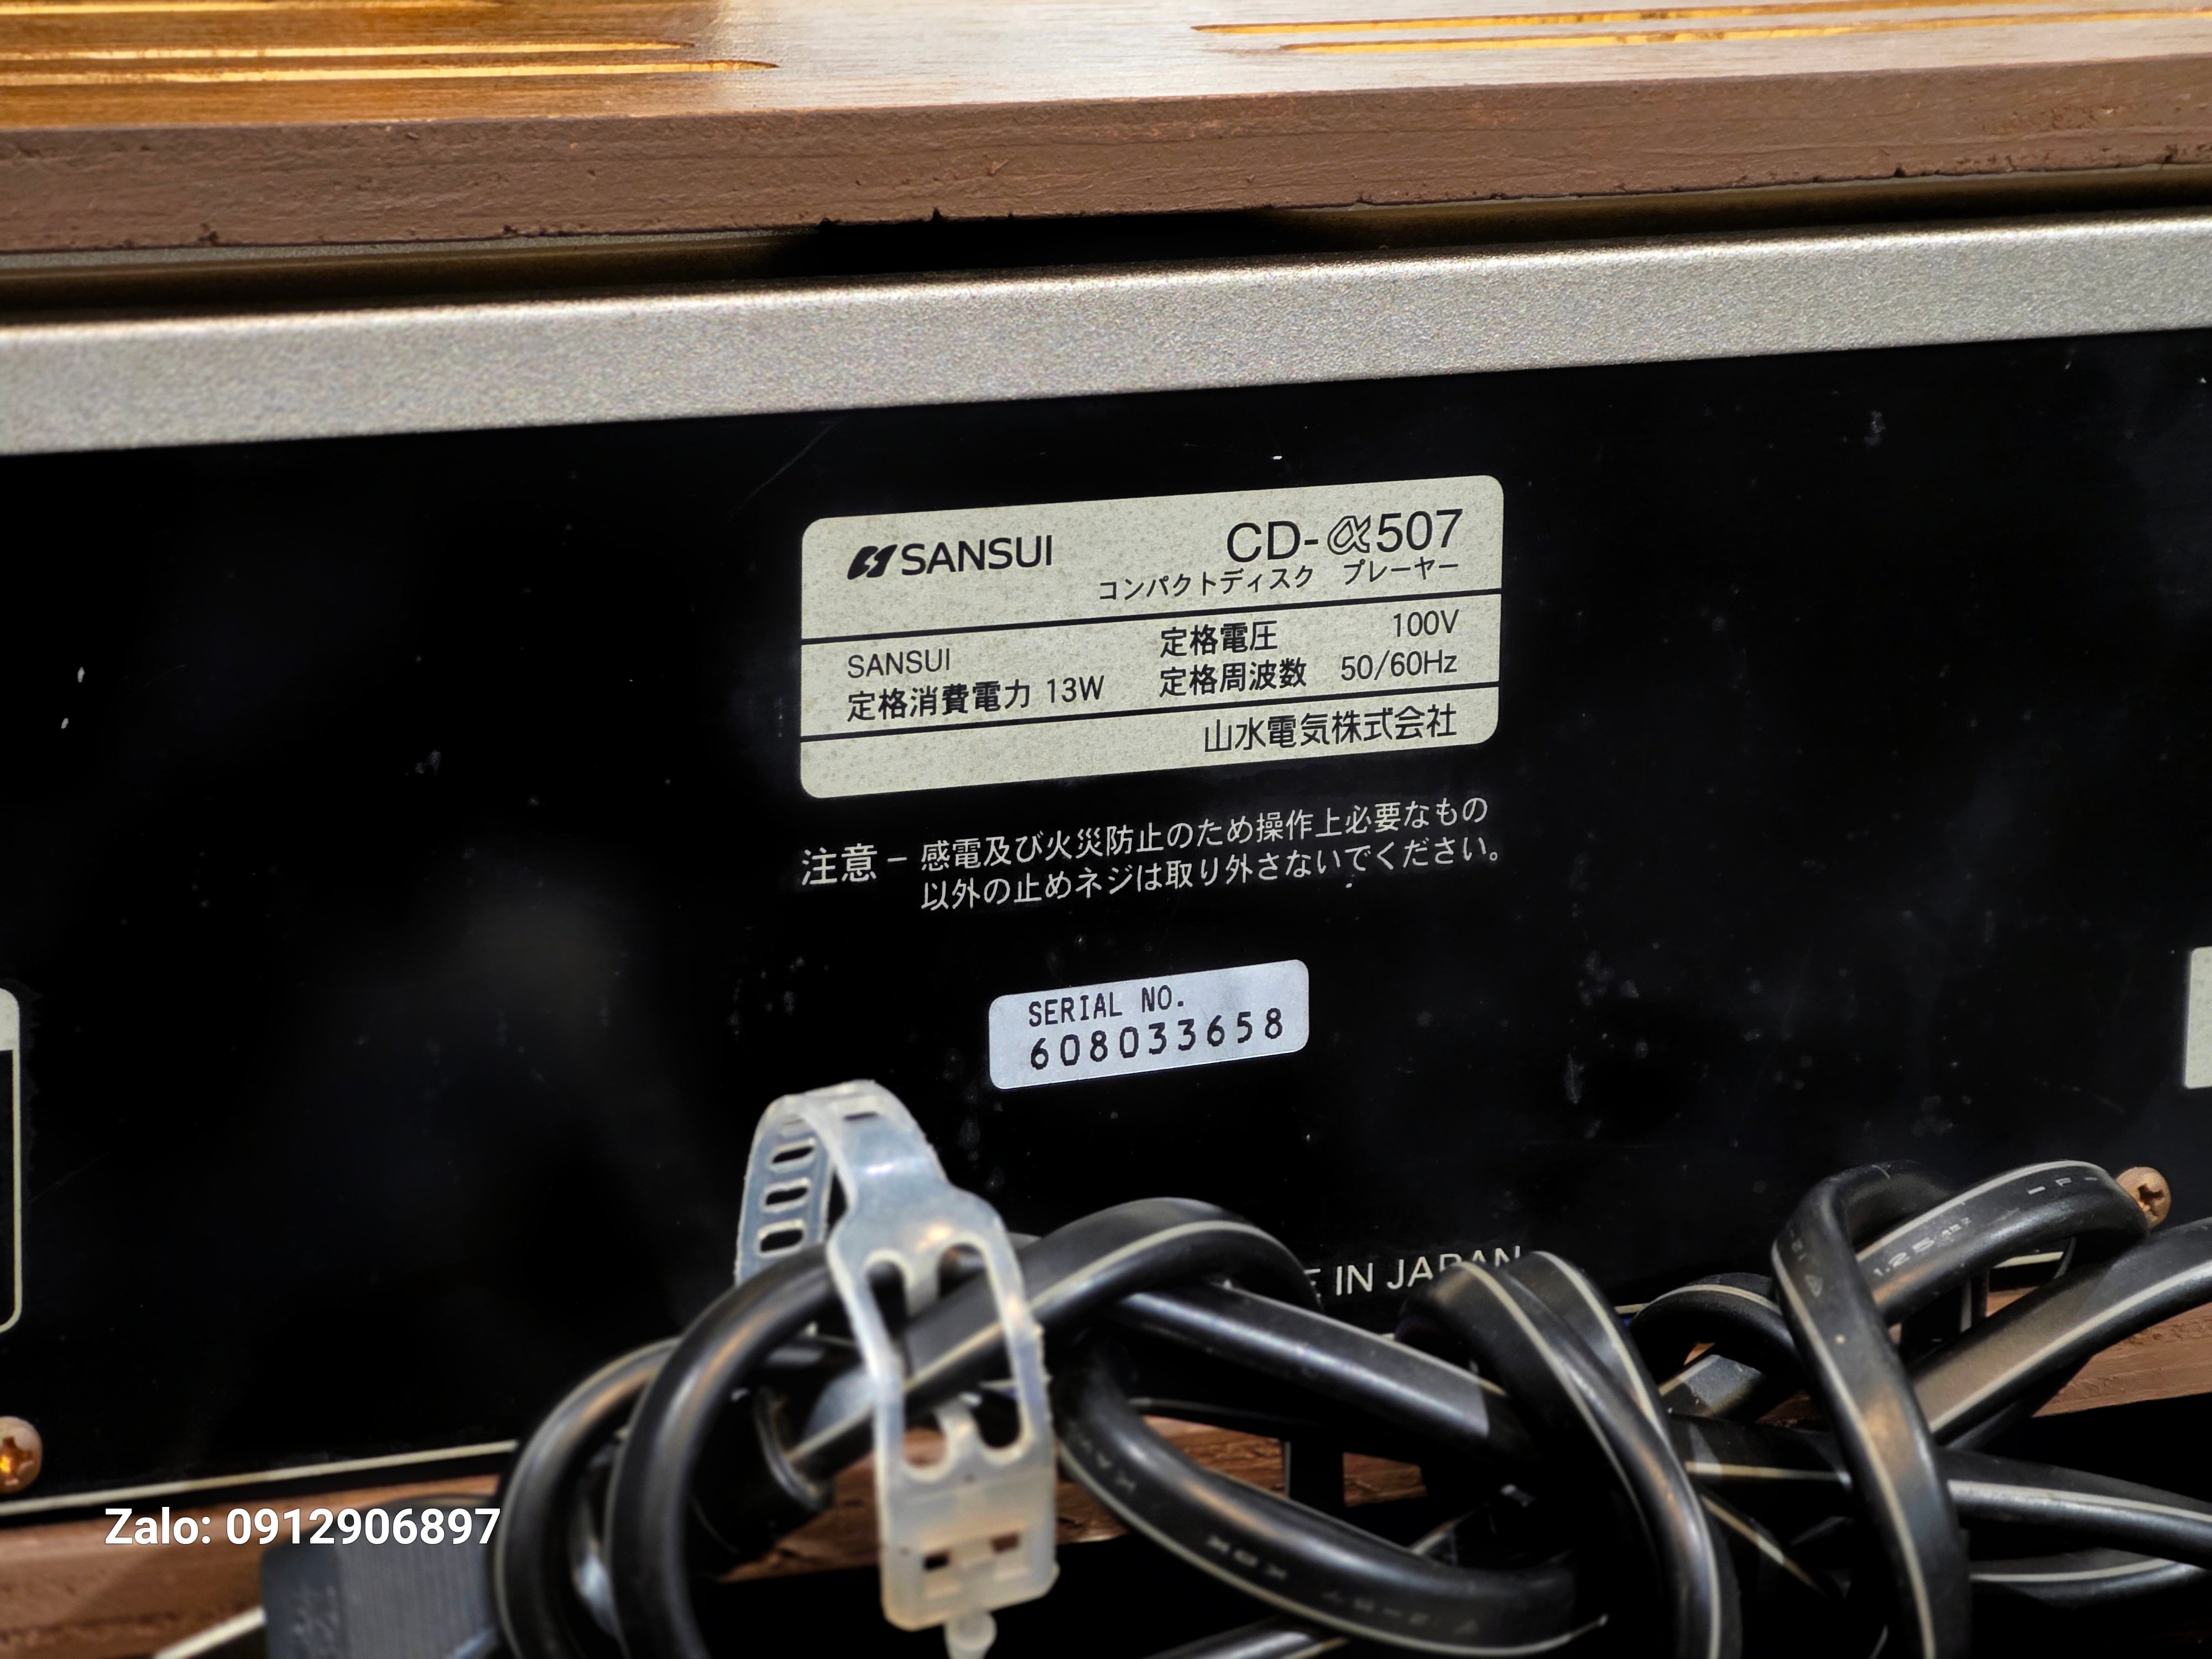 SANSUI CD-α507
コンパクトディスク プレーヤー
SANSUI 定格電圧 100V
定格消費電力 13W 定格周波数 50/60Hz
山水電気株式会社
注意 − 感電及び火災防止のため操作上必要なもの
以外の止めネジは取り外さないでください。
SERIAL NO.
608033658
E IN JAPAN
Zalo: 0912906897